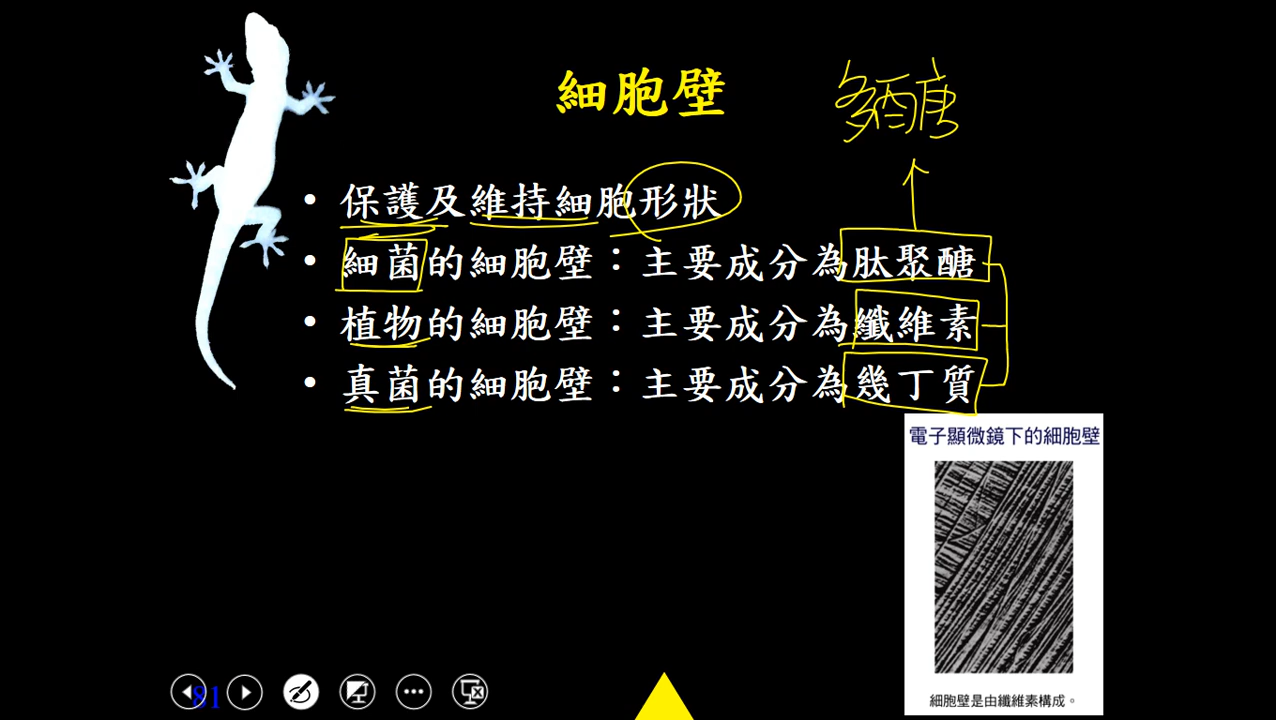 細胞壁
多醣
• 保護及維持細胞形狀
• 細菌的細胞壁：主要成分為肽聚醣
• 植物的細胞壁：主要成分為纖維素
• 真菌的細胞壁：主要成分為幾丁質
電子顯微鏡下的細胞壁
細胞壁是由纖維素構成。
81